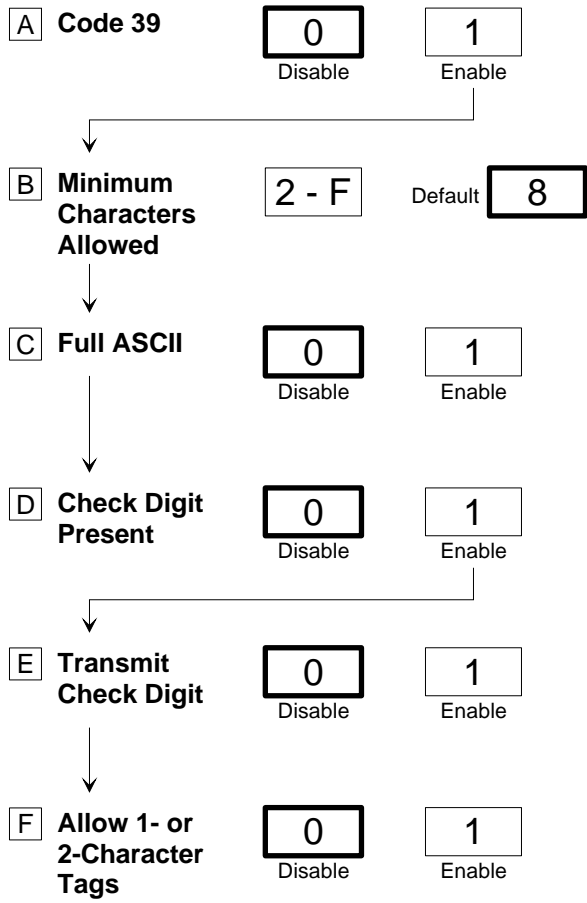 A Code 39 0 1
Disable Enable
B Minimum 2 - F Default 8
Characters
Allowed
C Full ASCII 0 1
Disable Enable
D Check Digit 0 1
Present Disable Enable
E Transmit 0 1
Check Digit Disable Enable
F Allow 1- or 0 1
2-Character Disable Enable
Tags